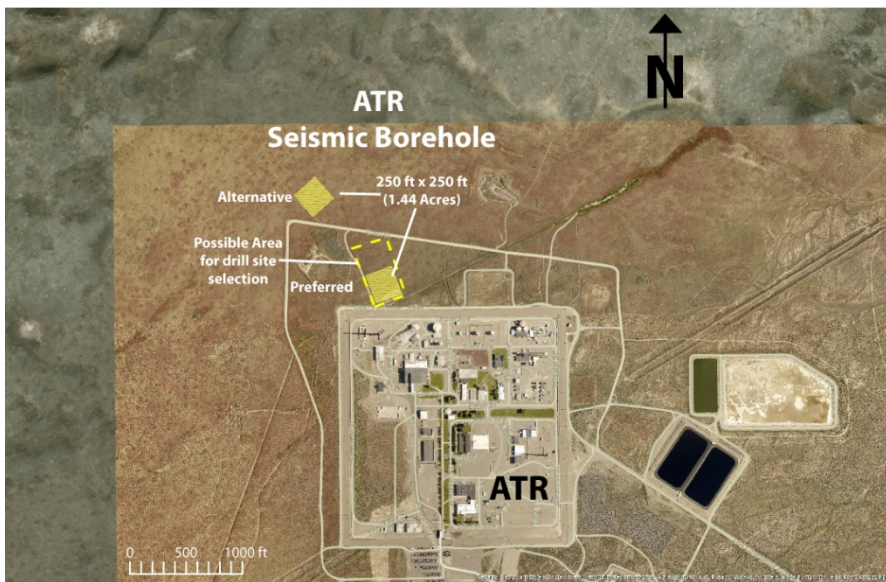 N
ATR
Seismic Borehole
250 ft x 250 ft
(1.44 Acres)
Alternative
Possible Area
for drill site
selection
Preferred
ATR
0 500 1000 ft